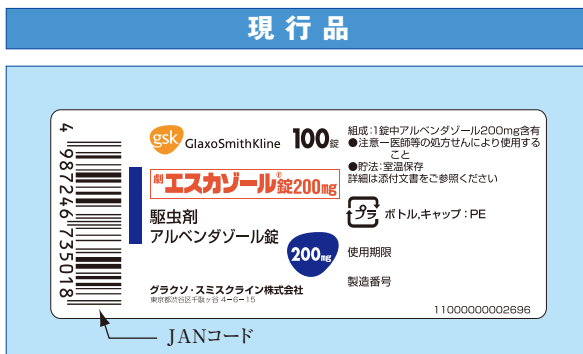 現行品
gsk GlaxoSmithKline 100錠
劇 エスカゾール®錠200mg
駆虫剤
アルベンダゾール錠
200mg
グラクソ・スミスクライン株式会社
東京都渋谷区千駄ヶ谷 4-6-15
組成：1錠中アルベンダゾール200mg含有
●注意－医師等の処方せんにより使用する
こと
●貯法：室温保存
詳細は添付文書をご参照ください
プラ ボトル,キャップ：PE
使用期限
製造番号
11000000002696
4 987246 735018
JANコード